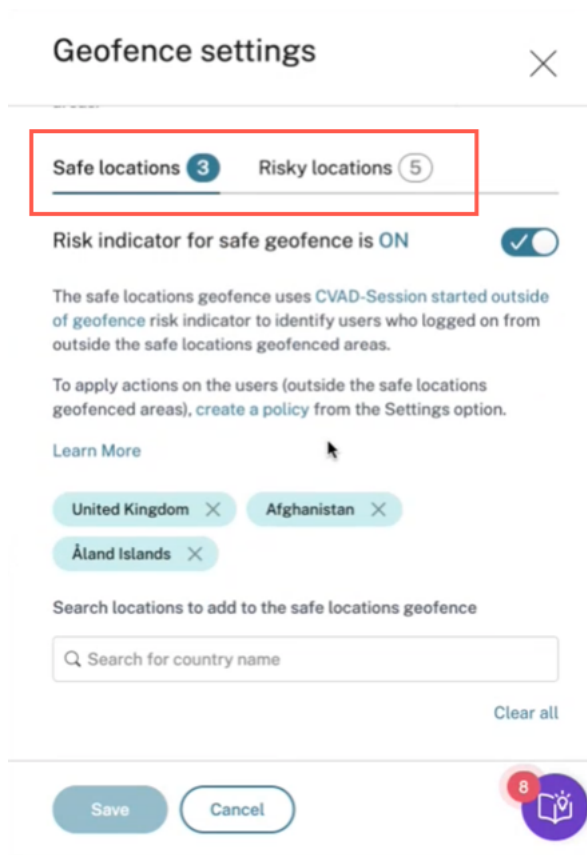 Geofence settings
Safe locations 3 Risky locations 5
Risk indicator for safe geofence is ON
The safe locations geofence uses CVAD-Session started outside
of geofence risk indicator to identify users who logged on from
outside the safe locations geofenced areas.
To apply actions on the users (outside the safe locations
geofenced areas), create a policy from the Settings option.
Learn More
United Kingdom Afghanistan
Åland Islands
Search locations to add to the safe locations geofence
Search for country name
Clear all
Save Cancel
8